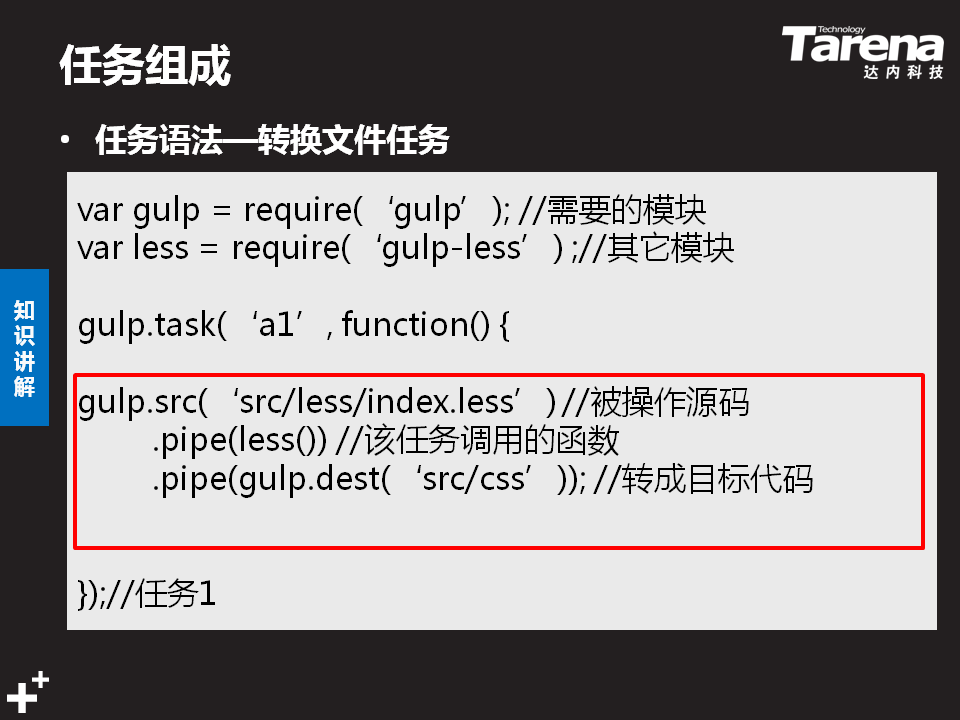 任务组成
Technology
Tarena
达内科技
• 任务语法—转换文件任务
var gulp = require(‘gulp’); //需要的模块
var less = require(‘gulp-less’) ;//其它模块
gulp.task(‘a1’, function() {
gulp.src(‘src/less/index.less’) //被操作源码
.pipe(less()) //该任务调用的函数
.pipe(gulp.dest(‘src/css’)); //转成目标代码
});//任务1
知识讲解